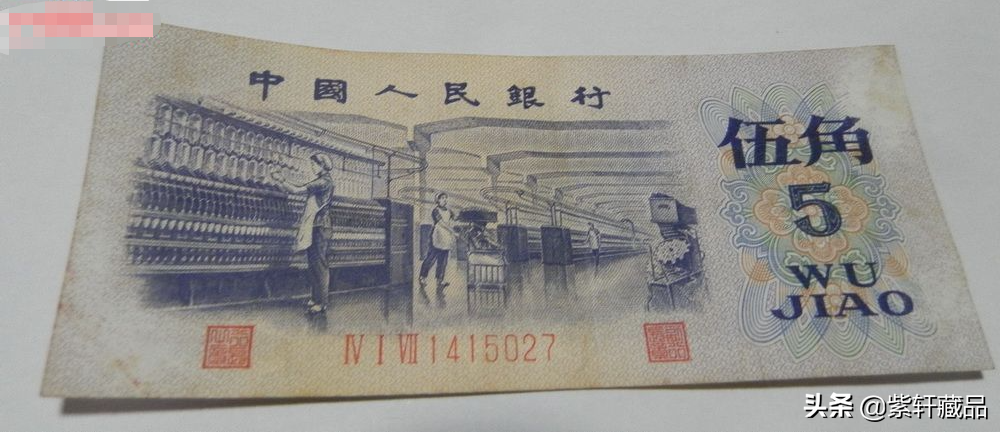 中國人民銀行
伍角
5
WU
JIAO
Ⅳ Ⅰ Ⅶ 1415027
头条 @紫轩藏品